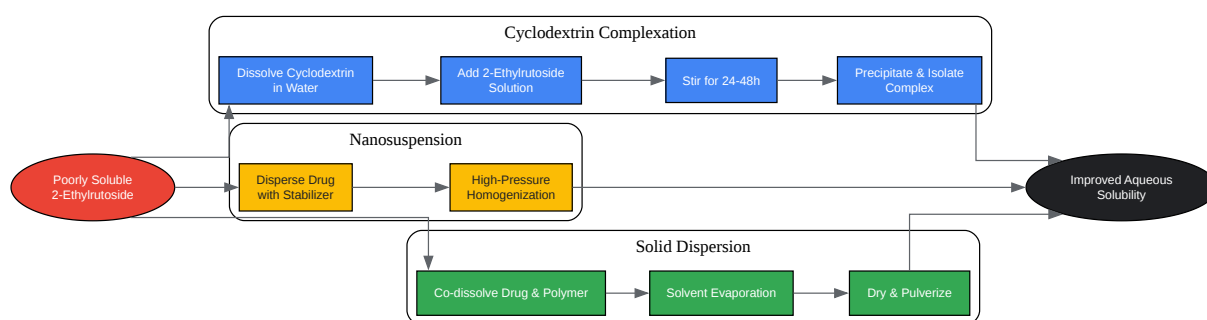 Cyclodextrin Complexation
Dissolve Cyclodextrin
in Water
Add 2-Ethylrutoside
Solution
Stir for 24-48h
Precipitate & Isolate
Complex
Nanosuspension
Poorly Soluble
2-Ethylrutoside
Disperse Drug
with Stabilizer
High-Pressure
Homogenization
Improved Aqueous
Solubility
Solid Dispersion
Co-dissolve Drug & Polymer
Solvent Evaporation
Dry & Pulverize